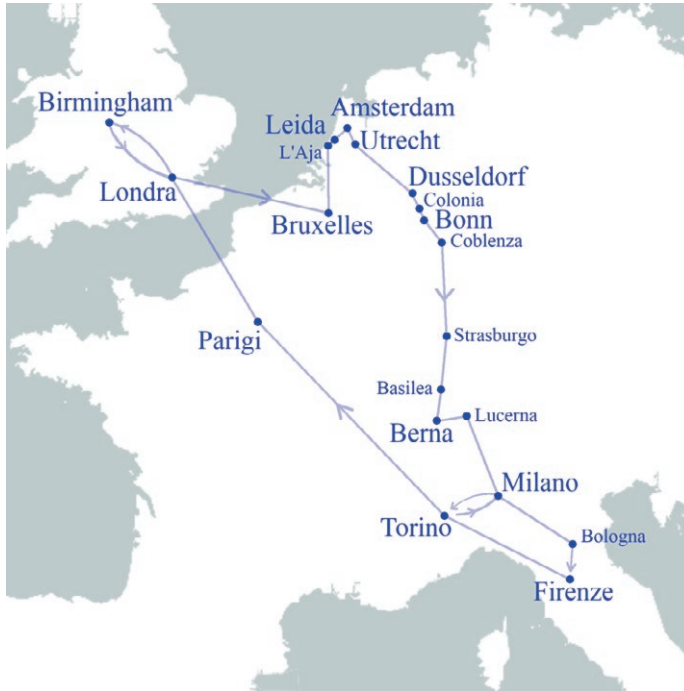 Birmingham
Amsterdam
Leida
Utrecht
L'Aja
Londra
Dusseldorf
Colonia
Bruxelles
Bonn
Coblenza
Parigi
Strasburgo
Basilea
Lucerna
Berna
Milano
Torino
Bologna
Firenze